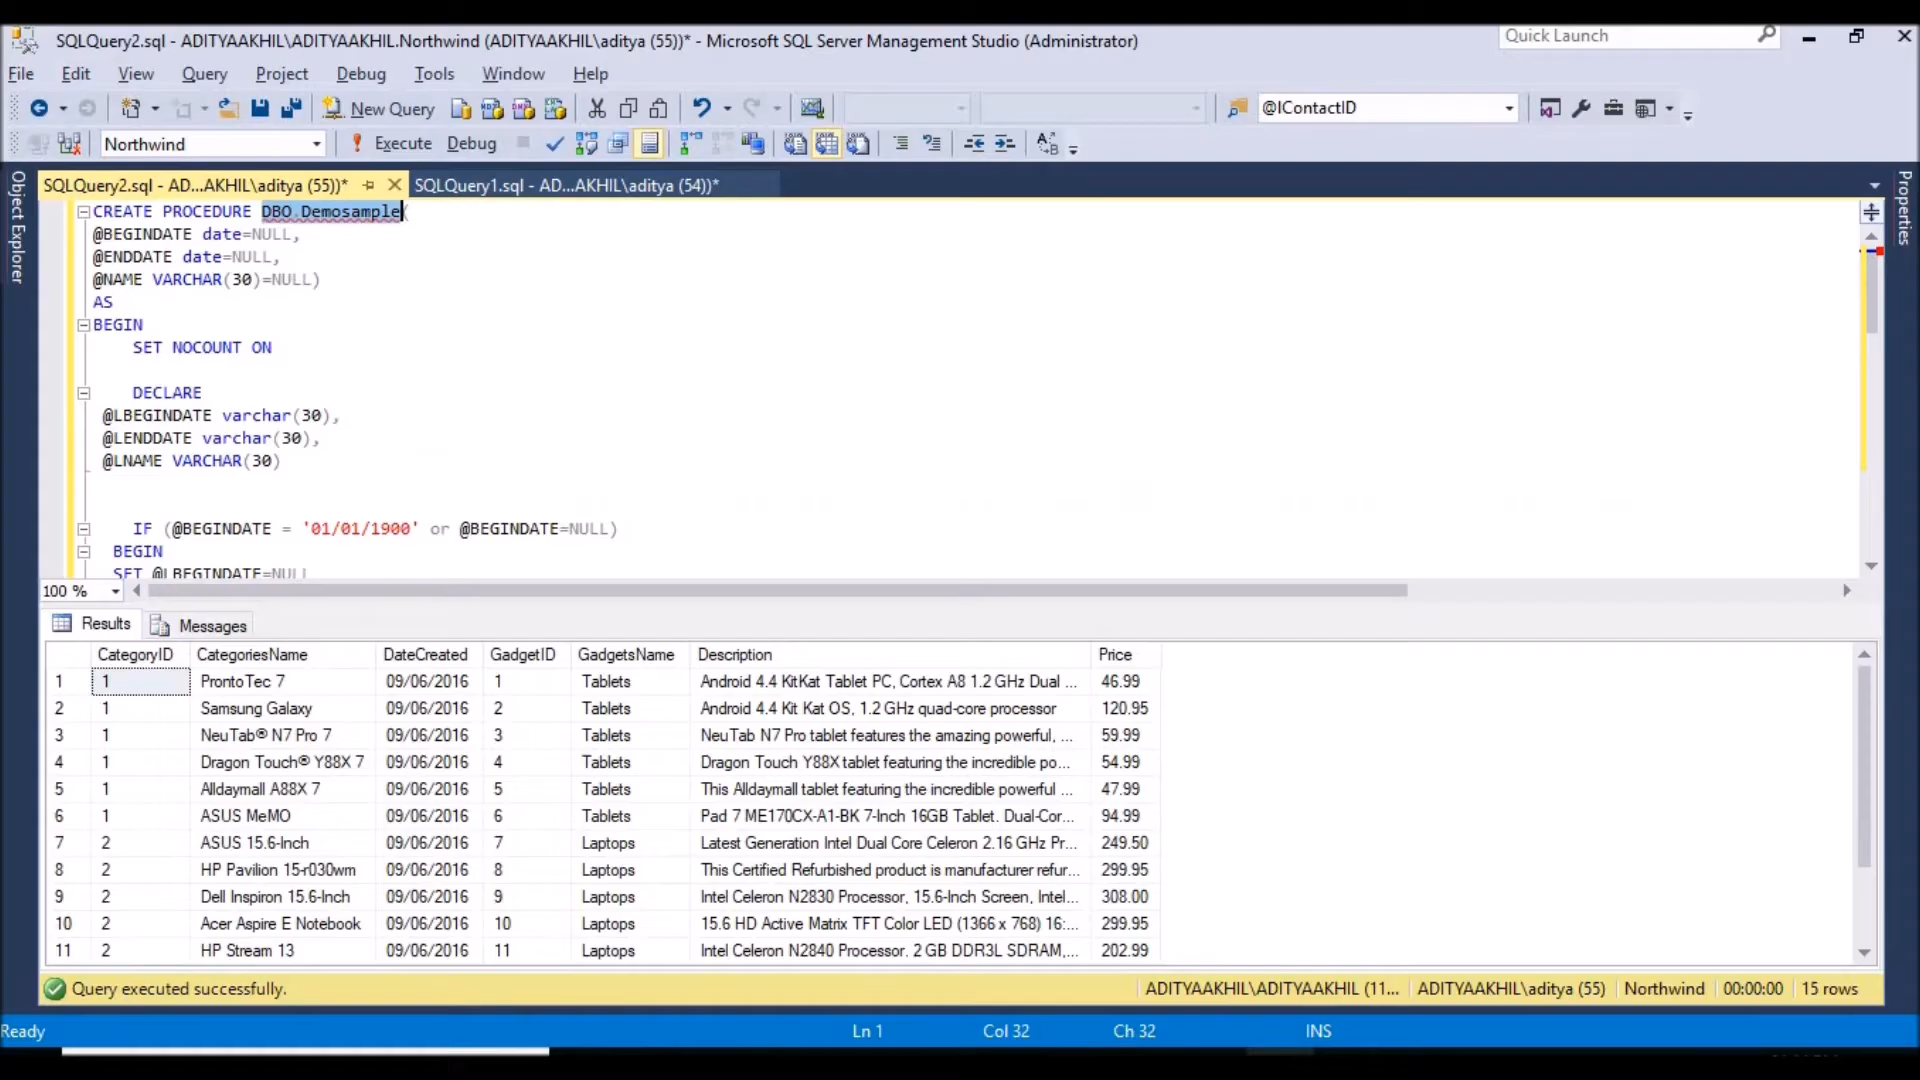 SQLQuery2.sql - ADITYAAKHIL\ADITYAAKHIL.Northwind (ADITYAAKHIL\aditya (55))* - Microsoft SQL Server Management Studio (Administrator)
Quick Launch
File Edit View Query Project Debug Tools Window Help
New Query
@IContactID
Northwind
Execute Debug
SQLQuery2.sql - AD...AKHIL\aditya (55))*
SQLQuery1.sql - AD...AKHIL\aditya (54))*
Object Explorer
Properties
CREATE PROCEDURE DBO.Demosample(
@BEGINDATE date=NULL,
@ENDDATE date=NULL,
@NAME VARCHAR(30)=NULL)
AS
BEGIN
SET NOCOUNT ON
DECLARE
@LBEGINDATE varchar(30),
@LENDDATE varchar(30),
@LNAME VARCHAR(30)
IF (@BEGINDATE = '01/01/1900' or @BEGINDATE=NULL)
BEGIN
SET @LBEGINDATE=NULL
100 %
Results Messages
CategoryID CategoriesName DateCreated GadgetID GadgetsName Description Price
1 1 ProntoTec 7 09/06/2016 1 Tablets Android 4.4 KitKat Tablet PC, Cortex A8 1.2 GHz Dual ... 46.99
2 1 Samsung Galaxy 09/06/2016 2 Tablets Android 4.4 Kit Kat OS, 1.2 GHz quad-core processor 120.95
3 1 NeuTab® N7 Pro 7 09/06/2016 3 Tablets NeuTab N7 Pro tablet features the amazing powerful, ... 59.99
4 1 Dragon Touch® Y88X 7 09/06/2016 4 Tablets Dragon Touch Y88X tablet featuring the incredible po... 54.99
5 1 Alldaymall A88X 7 09/06/2016 5 Tablets This Alldaymall tablet featuring the incredible powerful ... 47.99
6 1 ASUS MeMO 09/06/2016 6 Tablets Pad 7 ME170CX-A1-BK 7-Inch 16GB Tablet. Dual-Cor... 94.99
7 2 ASUS 15.6-Inch 09/06/2016 7 Laptops Latest Generation Intel Dual Core Celeron 2.16 GHz Pr... 249.50
8 2 HP Pavilion 15-r030wm 09/06/2016 8 Laptops This Certified Refurbished product is manufacturer refur... 299.95
9 2 Dell Inspiron 15.6-Inch 09/06/2016 9 Laptops Intel Celeron N2830 Processor, 15.6-Inch Screen, Intel... 308.00
10 2 Acer Aspire E Notebook 09/06/2016 10 Laptops 15.6 HD Active Matrix TFT Color LED (1366 x 768) 16:... 299.95
11 2 HP Stream 13 09/06/2016 11 Laptops Intel Celeron N2840 Processor. 2 GB DDR3L SDRAM,... 202.99
Query executed successfully. ADITYAAKHIL\ADITYAAKHIL (11... ADITYAAKHIL\aditya (55) Northwind 00:00:00 15 rows
Ready Ln 1 Col 32 Ch 32 INS